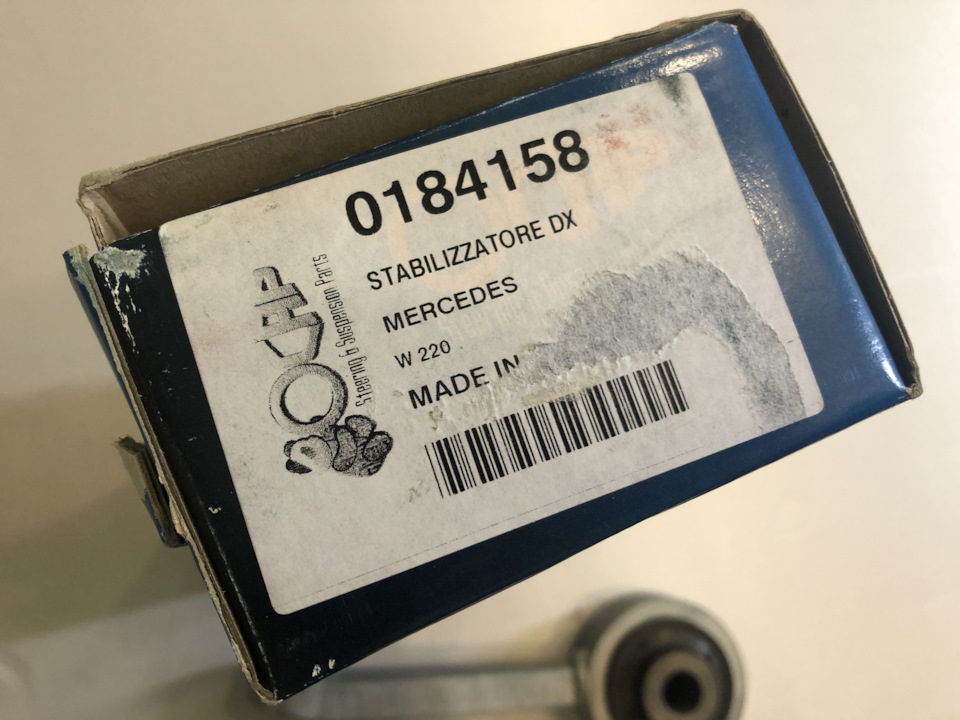 0184158
STABILIZZATORE DX
MERCEDES
W 220
MADE IN
Steering & Suspension Parts